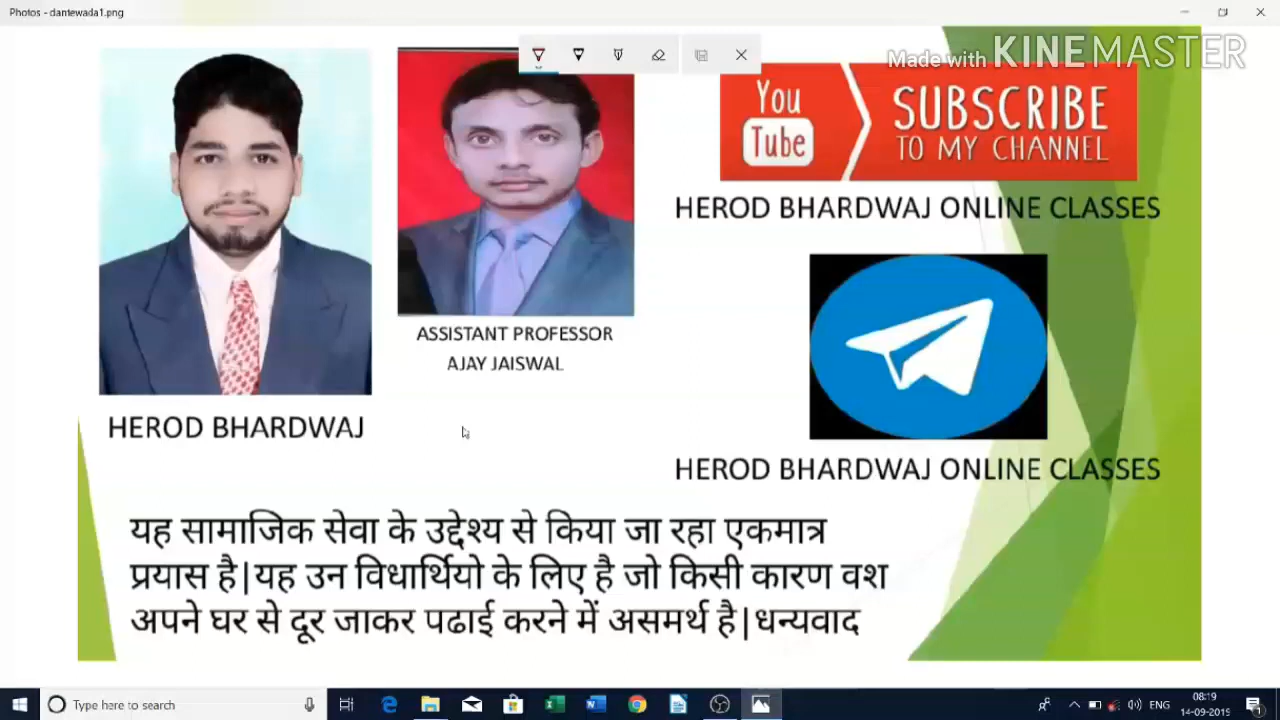 Photos - dantewada1.png
Made with KINEMASTER
You Tube
SUBSCRIBE
TO MY CHANNEL
HEROD BHARDWAJ ONLINE CLASSES
ASSISTANT PROFESSOR
AJAY JAISWAL
HEROD BHARDWAJ
HEROD BHARDWAJ ONLINE CLASSES
यह सामाजिक सेवा के उद्देश्य से किया जा रहा एकमात्र
प्रयास है|यह उन विधार्थियो के लिए है जो किसी कारण वश
अपने घर से दूर जाकर पढाई करने में असमर्थ है|धन्यवाद
Type here to search
ENG
08:19
14-09-2019